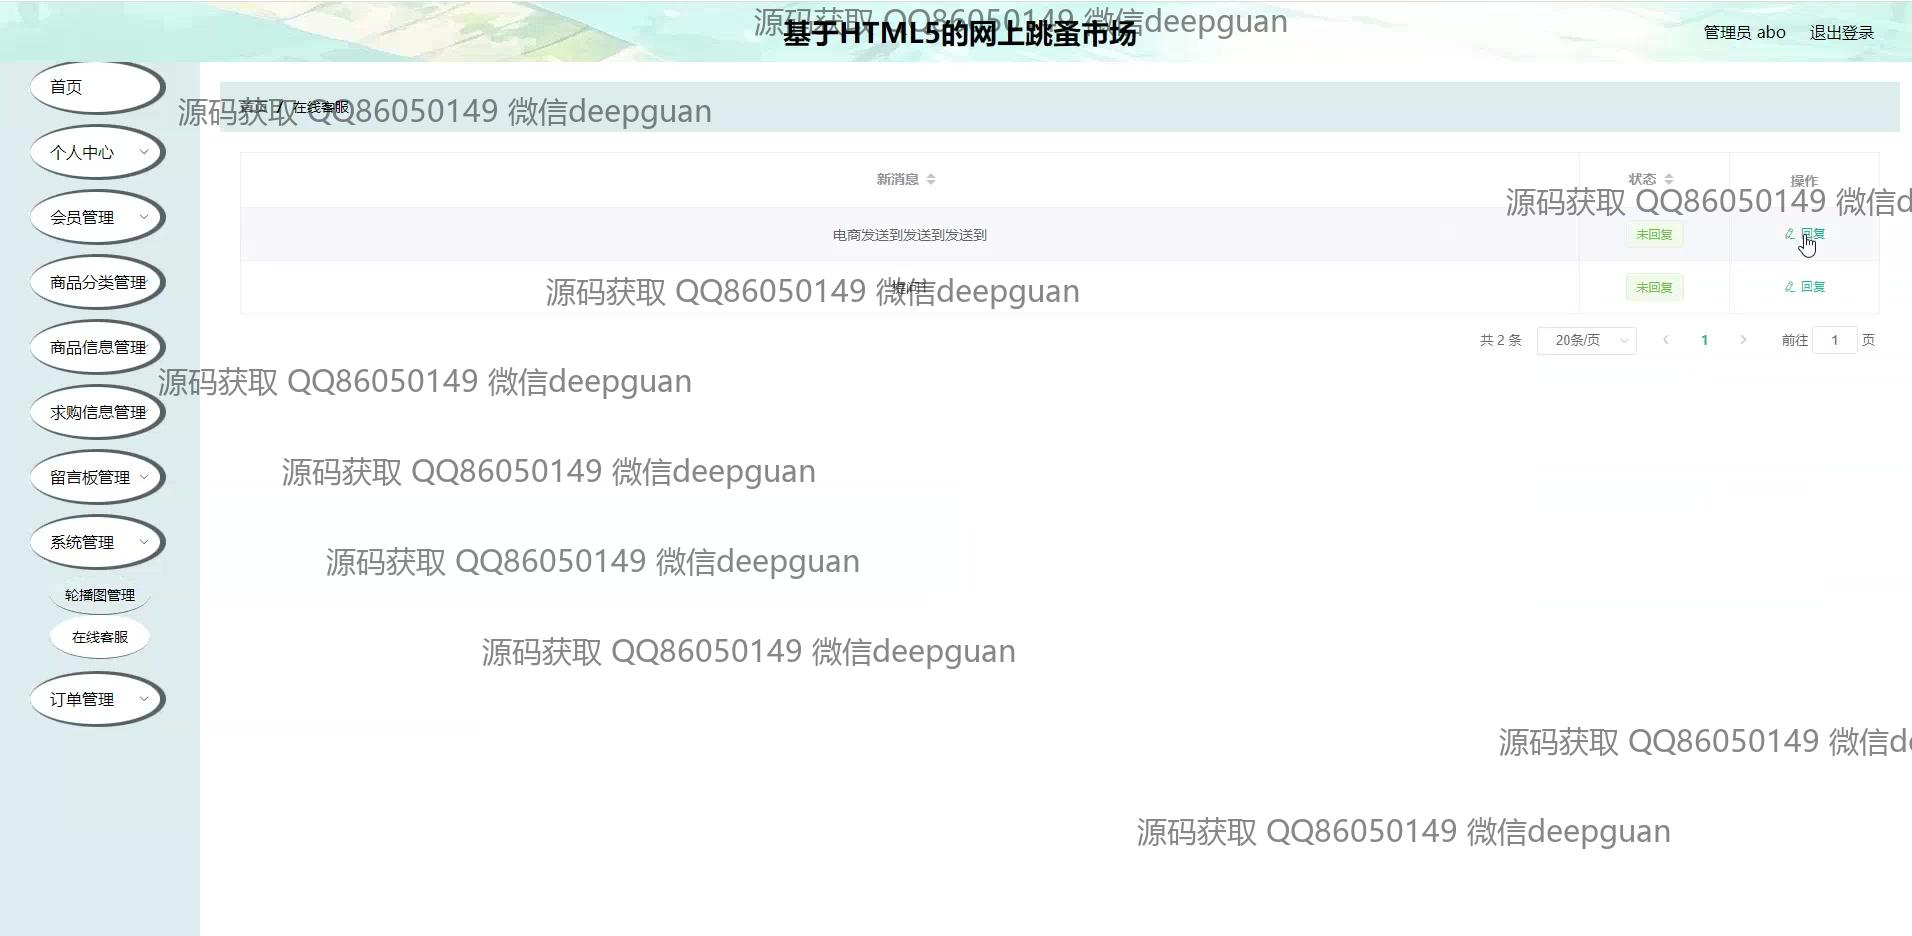 源码获取 QQ86050149 微信deepguan
基于HTML5的网上跳蚤市场
管理员 abo 退出登录
首页
个人中心
会员管理
商品分类管理
商品信息管理
求购信息管理
留言板管理
系统管理
轮播图管理
在线客服
订单管理
首页 / 在线客服
源码获取 QQ86050149 微信deepguan
新消息 状态 操作
源码获取 QQ86050149 微信d
电商发送到发送到发送到 未回复 回复
源码获取 QQ86050149 微信deepguan
未回复 回复
共 2 条 20条/页 1 前往 1 页
源码获取 QQ86050149 微信deepguan
源码获取 QQ86050149 微信deepguan
源码获取 QQ86050149 微信deepguan
源码获取 QQ86050149 微信deepguan
源码获取 QQ86050149 微信d
源码获取 QQ86050149 微信deepguan